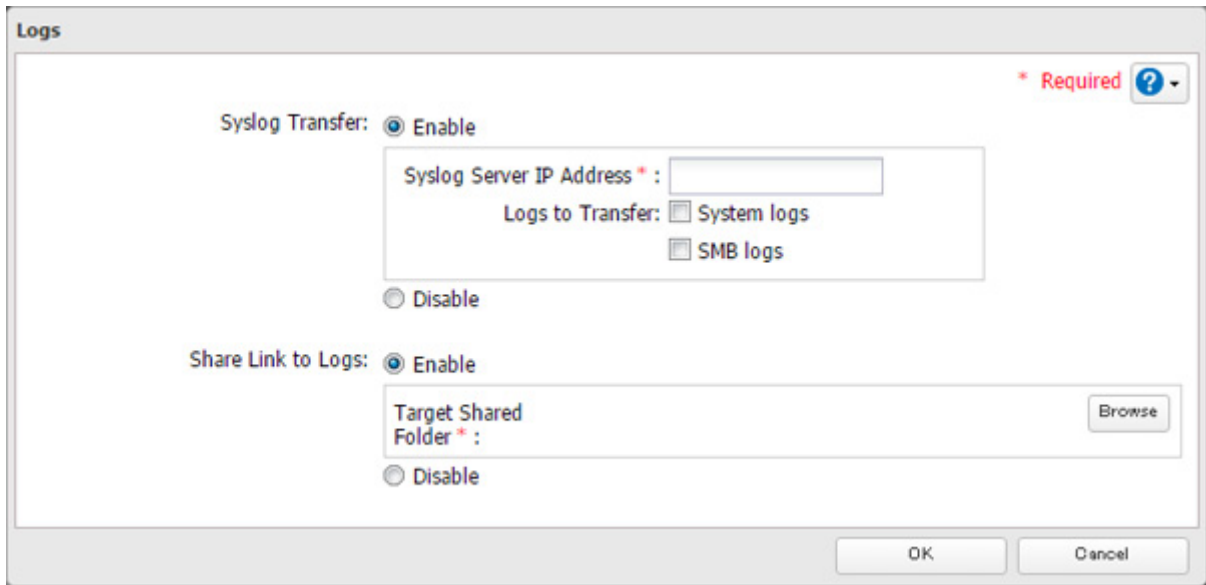 Logs
* Required ?
Syslog Transfer: Enable
Syslog Server IP Address * :
Logs to Transfer: System logs
SMB logs
Disable
Share Link to Logs: Enable
Target Shared
Folder * :
Browse
Disable
OK Cancel